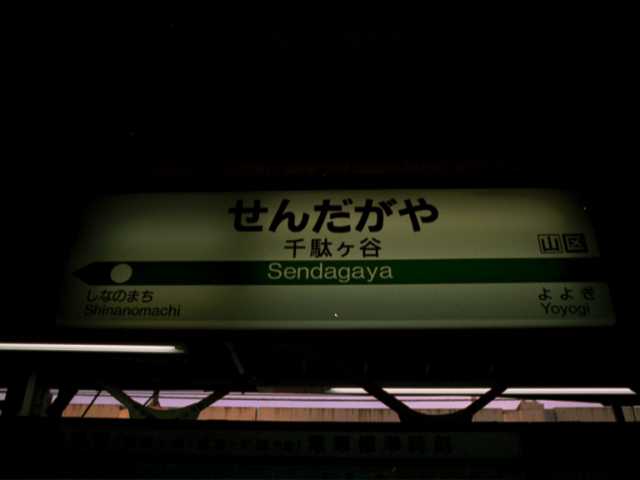 せんだがや
千駄ヶ谷
山 区
Sendagaya
しなのまち
Shinanomachi
よよぎ
Yoyogi